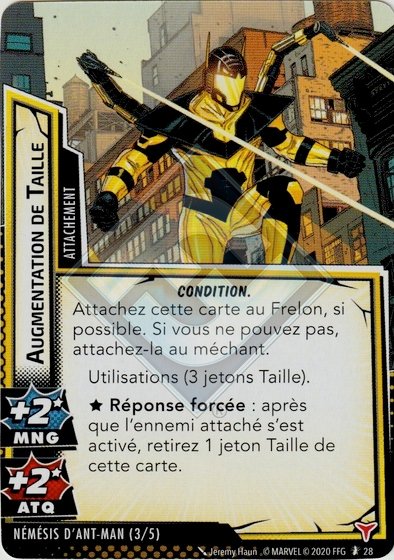 AUGMENTATION DE TAILLE
ATTACHEMENT
CONDITION.
Attachez cette carte au Frelon, si
possible. Si vous ne pouvez pas,
attachez-la au méchant.
Utilisations (3 jetons Taille).
★ Réponse forcée : après
que l'ennemi attaché s'est
activé, retirez 1 jeton Taille de
cette carte.
+2★
MNG
+2★
ATQ
NÉMÉSIS D'ANT-MAN (3/5)
Jeremy Haun . © MARVEL © 2020 FFG 28